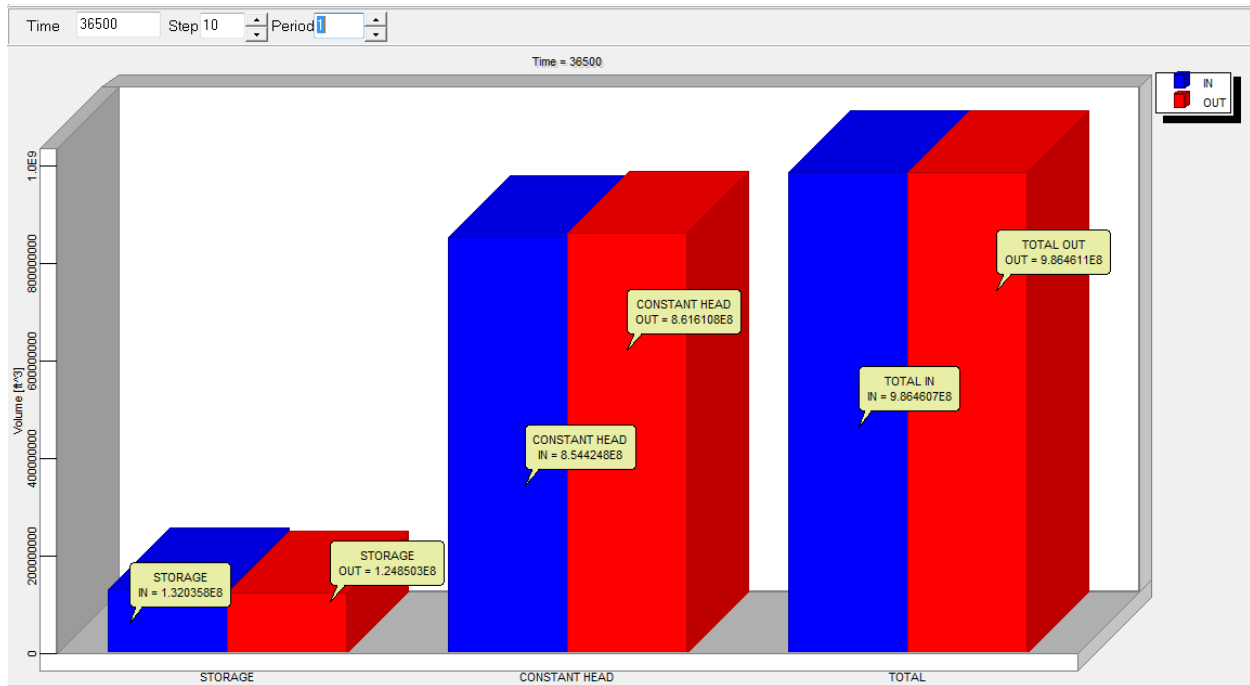 Time 36500 Step 10 Period 1
Time = 36500
IN
OUT
Volume [ft^3]
1.0E9
800000000
600000000
400000000
200000000
0
STORAGE
IN = 1.320358E8
STORAGE
OUT = 1.248503E8
CONSTANT HEAD
IN = 8.544248E8
CONSTANT HEAD
OUT = 8.616108E8
TOTAL IN
IN = 9.864607E8
TOTAL OUT
OUT = 9.864611E8
STORAGE
CONSTANT HEAD
TOTAL